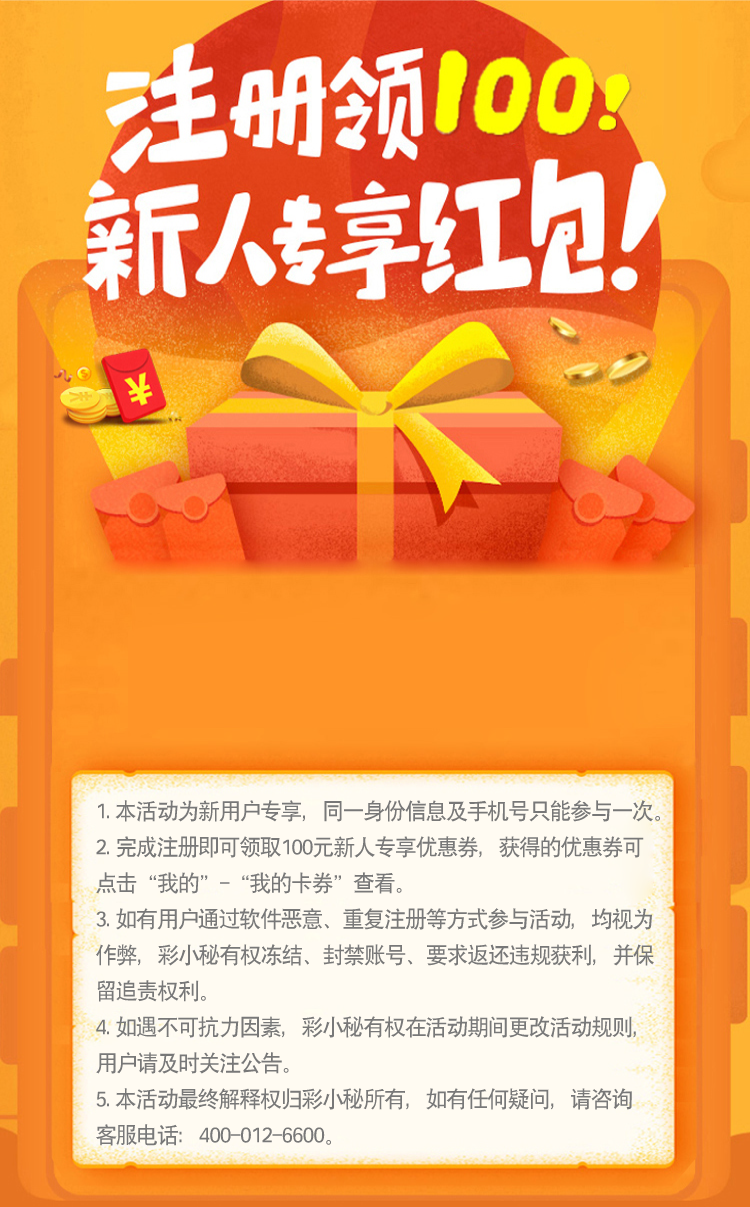 注册领100!
新人专享红包!
¥
1. 本活动为新用户专享，同一身份信息及手机号只能参与一次。
2. 完成注册即可领取100元新人专享优惠券，获得的优惠券可
点击“我的”-“我的卡券”查看。
3. 如有用户通过软件恶意、重复注册等方式参与活动，均视为
作弊，彩小秘有权冻结、封禁账号、要求返还违规获利，并保
留追责权利。
4. 如遇不可抗力因素，彩小秘有权在活动期间更改活动规则，
用户请及时关注公告。
5. 本活动最终解释权归彩小秘所有，如有任何疑问，请咨询
客服电话：400-012-6600。